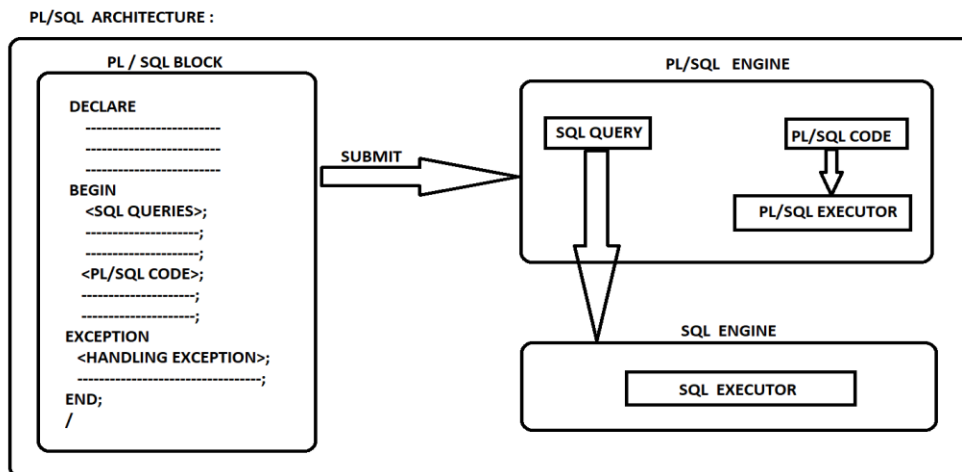 PL/SQL ARCHITECTURE :
PL / SQL BLOCK
DECLARE
-------------------------
-------------------------
-------------------------
BEGIN
<SQL QUERIES>;
---------------------;
---------------------;
<PL/SQL CODE>;
---------------------;
---------------------;
EXCEPTION
<HANDLING EXCEPTION>;
----------------------------------;
END;
/
SUBMIT
PL/SQL ENGINE
SQL QUERY
PL/SQL CODE
PL/SQL EXECUTOR
SQL ENGINE
SQL EXECUTOR